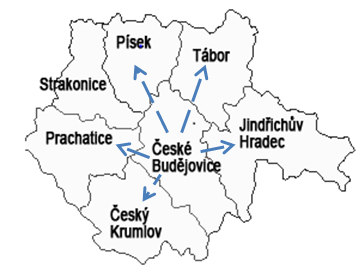 Písek
Tábor
Strakonice
Prachatice
Jindřichův
Hradec
České
Budějovice
Český
Krumlov